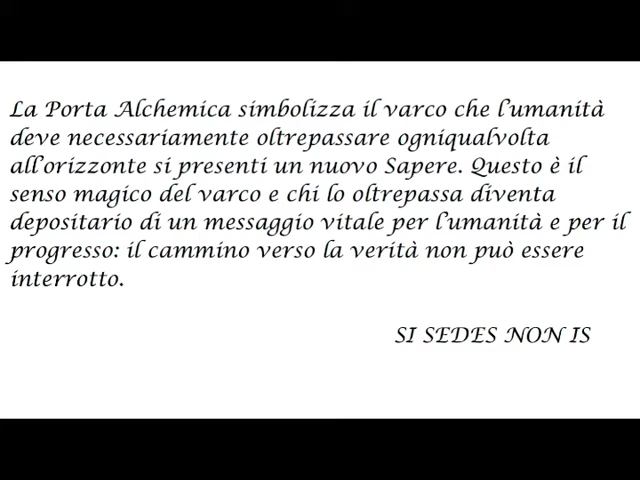 La Porta Alchemica simbolizza il varco che l'umanità
deve necessariamente oltrepassare ogniqualvolta
all'orizzonte si presenti un nuovo Sapere. Questo è il
senso magico del varco e chi lo oltrepassa diventa
depositario di un messaggio vitale per l'umanità e per il
progresso: il cammino verso la verità non può essere
interrotto.
SI SEDES NON IS